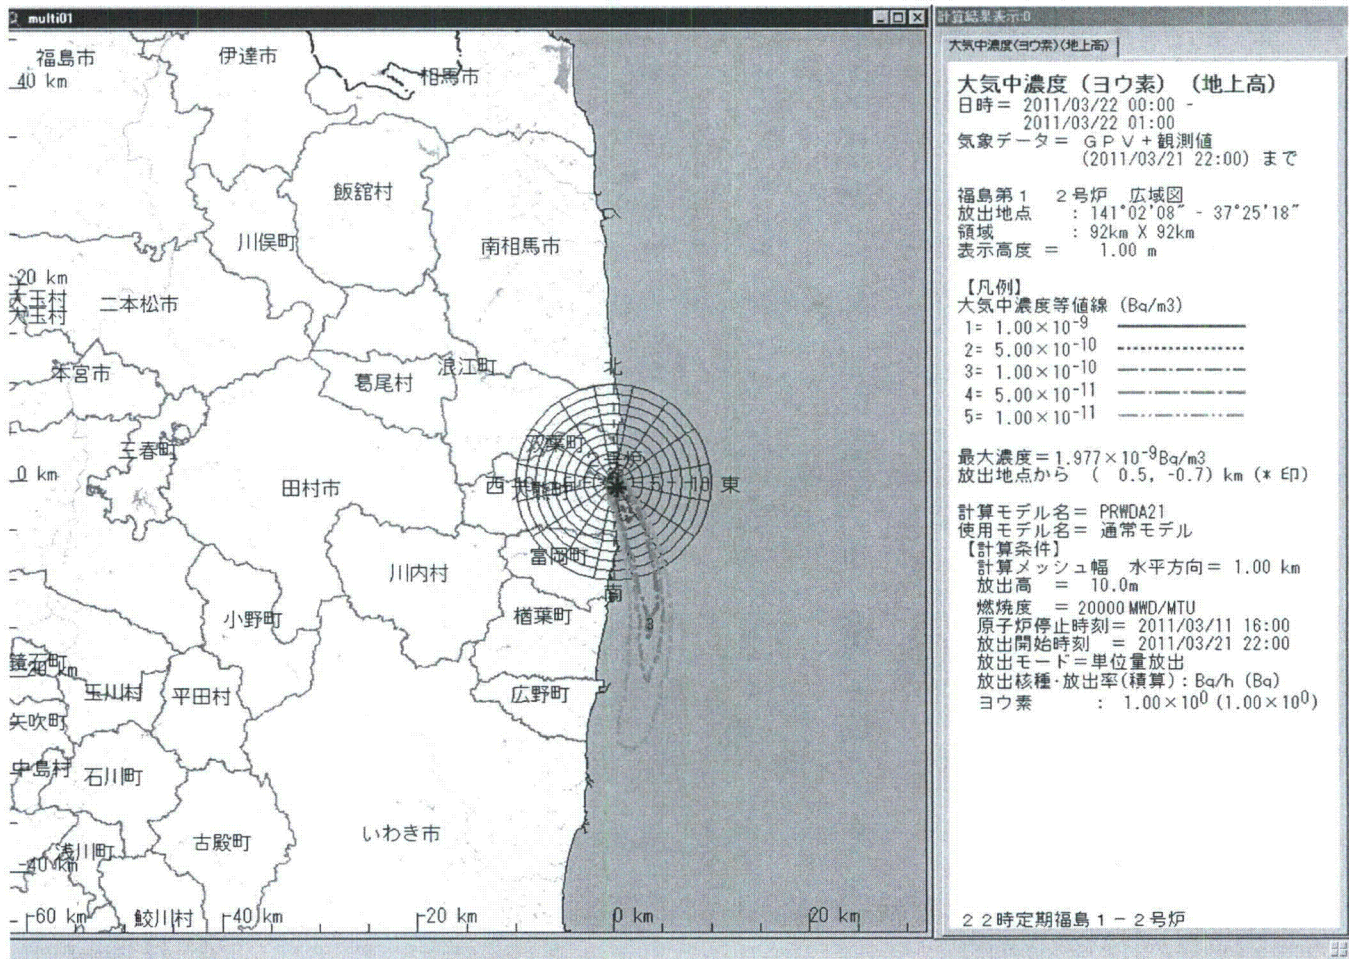 multi01
福島市
伊達市
相馬市
40 km
飯舘村
川俣町
南相馬市
20 km
大玉村
二本松市
大玉村
本宮市
葛尾村
浪江町
北
三春町
双葉町
0 km
田村市
西
東
川内村
富岡町
南
小野町
楢葉町
3
鏡石町
-20 km
玉川村
平田村
広野町
矢吹町
中島村
石川町
浅川町
古殿町
いわき市
-40 km
鮫川村
-60 km
-40 km
-20 km
0 km
20 km
計算結果表示:0
大気中濃度(ヨウ素)(地上高)
大気中濃度（ヨウ素）（地上高）
日時＝ 2011/03/22 00:00 -
2011/03/22 01:00
気象データ＝ ＧＰＶ＋観測値
(2011/03/21 22:00) まで
福島第１　２号炉　広域図
放出地点　: 141°02'08" - 37°25'18"
領域　: 92km X 92km
表示高度 ＝　1.00 m
【凡例】
大気中濃度等値線 (Bq/m3)
1= 1.00×10-9
2= 5.00×10-10
3= 1.00×10-10
4= 5.00×10-11
5= 1.00×10-11
最大濃度＝1.977×10-9Bq/m3
放出地点から　( 0.5, -0.7) km (* 印)
計算モデル名＝ PRWDA21
使用モデル名＝ 通常モデル
【計算条件】
計算メッシュ幅　水平方向＝ 1.00 km
放出高　＝　10.0m
燃焼度　＝ 20000MWD/MTU
原子炉停止時刻＝ 2011/03/11 16:00
放出開始時刻　＝ 2011/03/21 22:00
放出モード＝単位量放出
放出核種・放出率(積算)：Bq/h (Bq)
ヨウ素　: 1.00×100 (1.00×100)
２２時定期福島１－２号炉